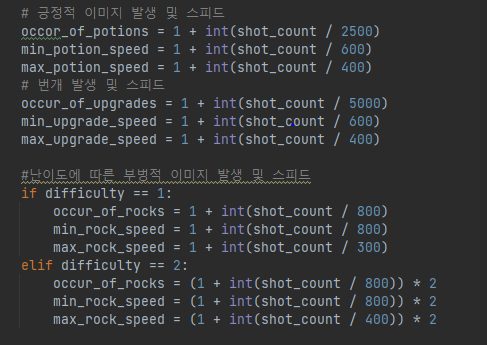 # 긍정적 이미지 발생 및 스피드
occor_of_potions = 1 + int(shot_count / 2500)
min_potion_speed = 1 + int(shot_count / 600)
max_potion_speed = 1 + int(shot_count / 400)
# 번개 발생 및 스피드
occur_of_upgrades = 1 + int(shot_count / 5000)
min_upgrade_speed = 1 + int(shot_count / 600)
max_upgrade_speed = 1 + int(shot_count / 400)
#난이도에 따른 부병적 이미지 발생 및 스피드
if difficulty == 1:
occur_of_rocks = 1 + int(shot_count / 800)
min_rock_speed = 1 + int(shot_count / 800)
max_rock_speed = 1 + int(shot_count / 300)
elif difficulty == 2:
occur_of_rocks = (1 + int(shot_count / 800)) * 2
min_rock_speed = (1 + int(shot_count / 800)) * 2
max_rock_speed = (1 + int(shot_count / 400)) * 2